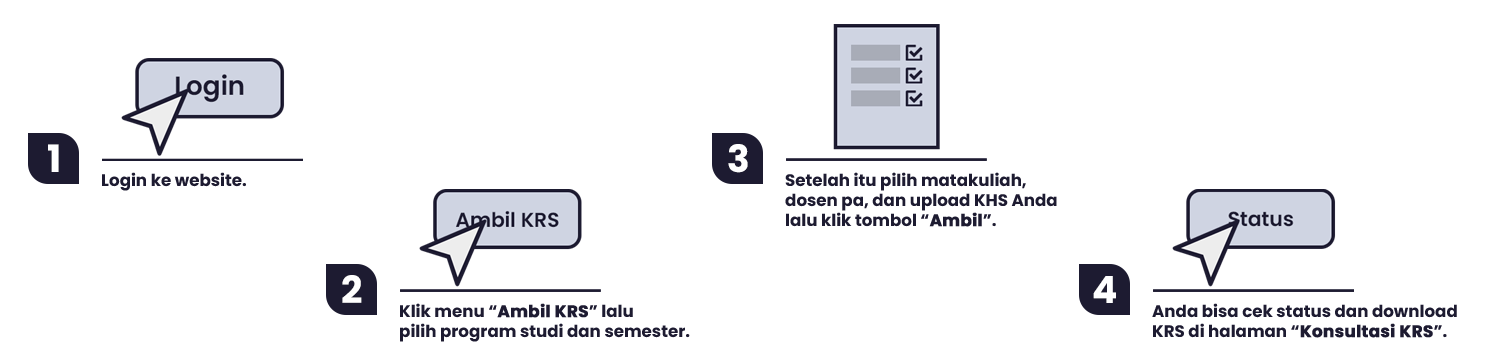 1
Login
Login ke website.
2
Ambil KRS
Klik menu “Ambil KRS” lalu
pilih program studi dan semester.
3
Setelah itu pilih matakuliah,
dosen pa, dan upload KHS Anda
lalu klik tombol “Ambil”.
4
Status
Anda bisa cek status dan download
KRS di halaman “Konsultasi KRS”.